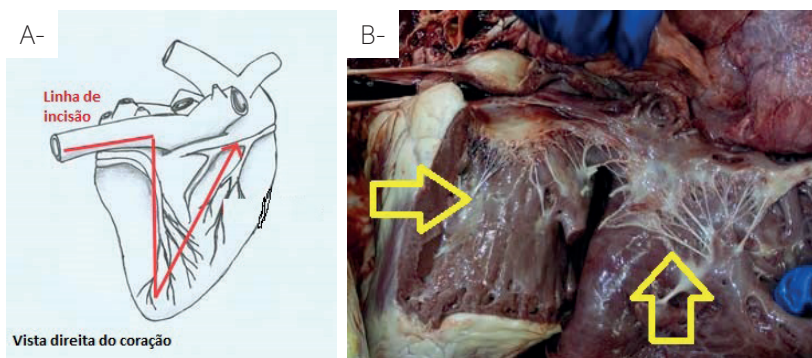 A-
Linha de
incisão
Vista direita do coração
B-